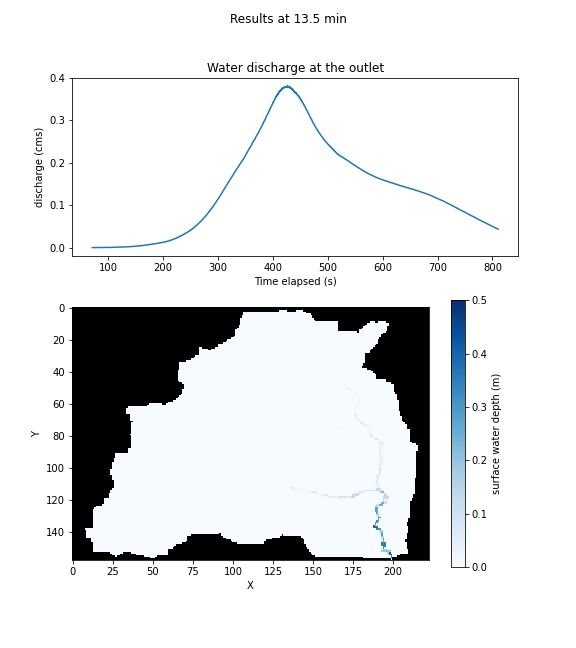 Results at 13.5 min
Water discharge at the outlet
0.4
0.3
0.2
0.1
0.0
discharge (cms)
100 200 300 400 500 600 700 800
Time elapsed (s)
0
20
40
60
80
100
120
140
Y
0 25 50 75 100 125 150 175 200
X
0.5
0.4
0.3
0.2
0.1
0.0
surface water depth (m)